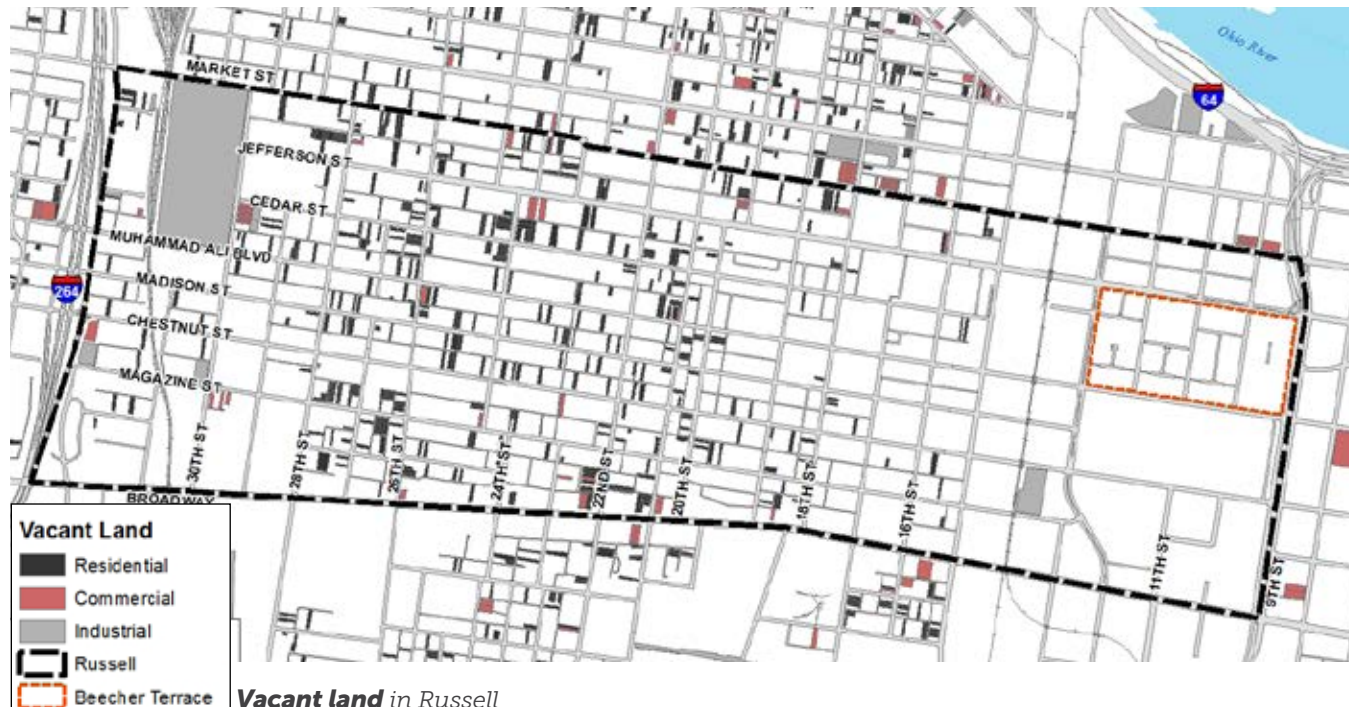 Ohio River
64
MARKET ST
JEFFERSON ST
CEDAR ST
MUHAMMAD ALI BLVD
264
MADISON ST
CHESTNUT ST
MAGAZINE ST
30TH ST
28TH ST
26TH ST
24TH ST
22ND ST
20TH ST
18TH ST
16TH ST
11TH ST
9TH ST
BROADWAY
Vacant Land
Residential
Commercial
Industrial
Russell
Beecher Terrace
Vacant land in Russell